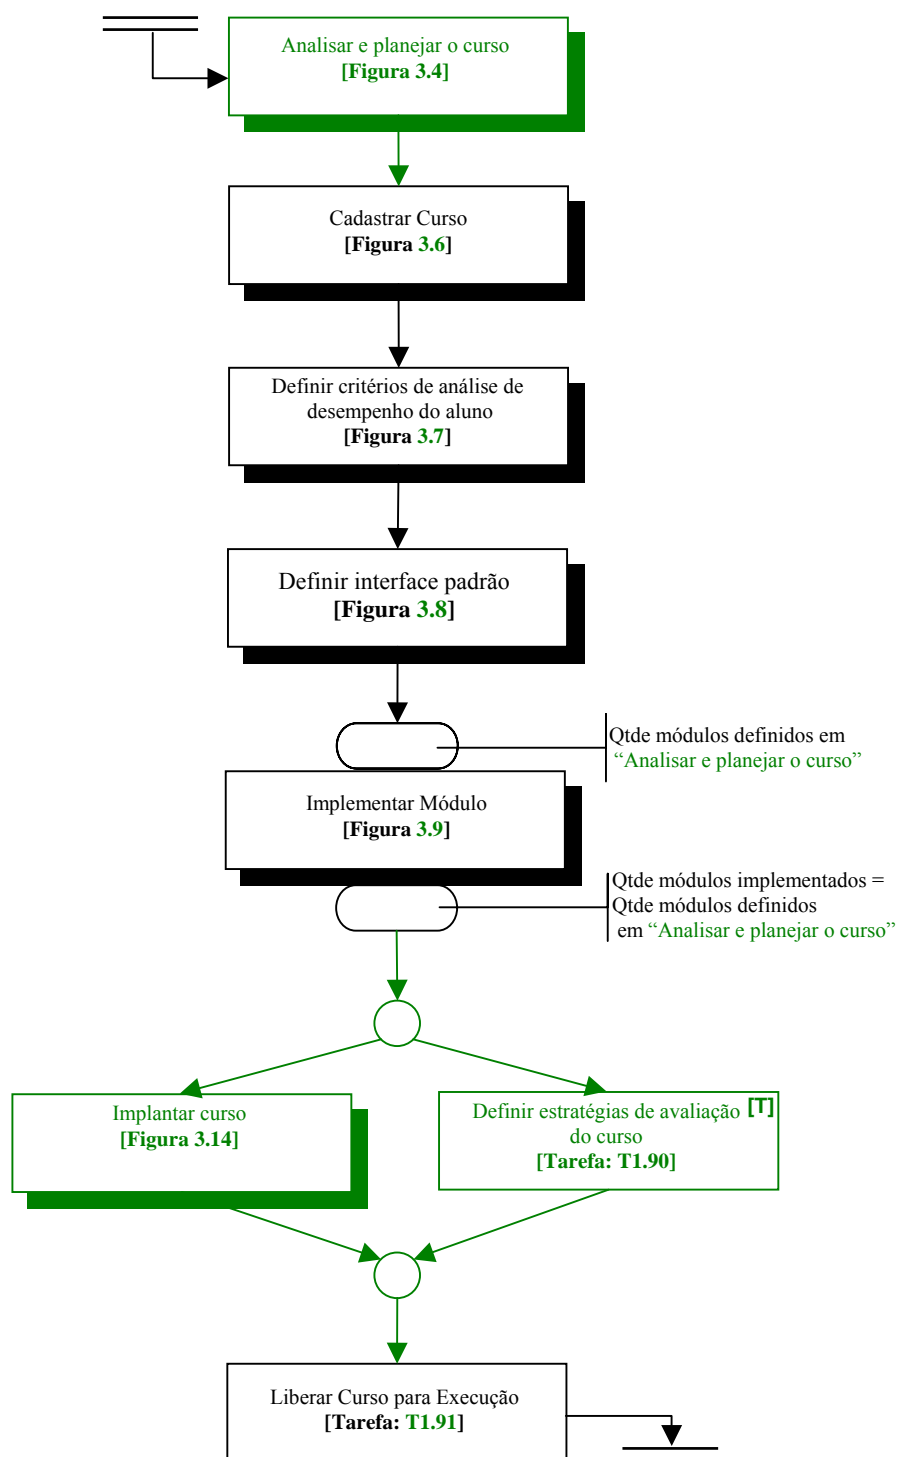 Analisar e planejar o curso
[Figura 3.4]
Cadastrar Curso
[Figura 3.6]
Definir critérios de análise de
desempenho do aluno
[Figura 3.7]
Definir interface padrão
[Figura 3.8]
Qtde módulos definidos em
“Analisar e planejar o curso”
Implementar Módulo
[Figura 3.9]
Qtde módulos implementados =
Qtde módulos definidos
em “Analisar e planejar o curso”
Implantar curso
[Figura 3.14]
Definir estratégias de avaliação [T]
do curso
[Tarefa: T1.90]
Liberar Curso para Execução
[Tarefa: T1.91]